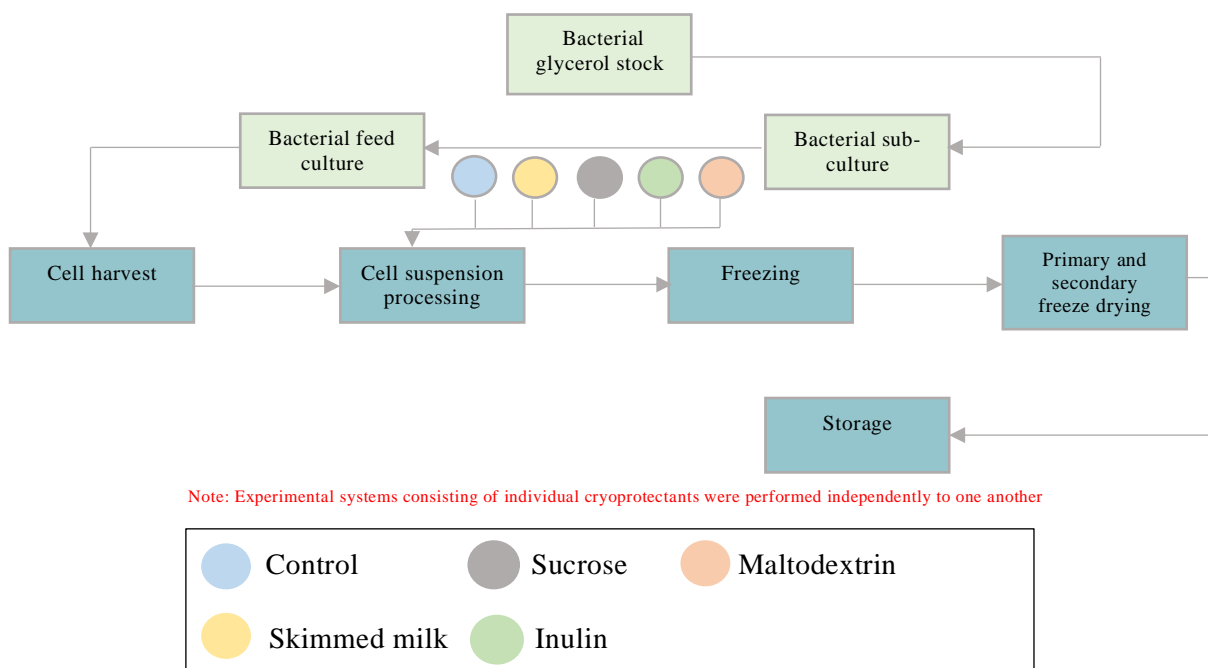 Bacterial
glycerol stock
Bacterial feed
culture
Bacterial sub-
culture
Cell harvest
Cell suspension
processing
Freezing
Primary and
secondary
freeze drying
Storage
Note: Experimental systems consisting of individual cryoprotectants were performed independently to one another
Control
Sucrose
Maltodextrin
Skimmed milk
Inulin